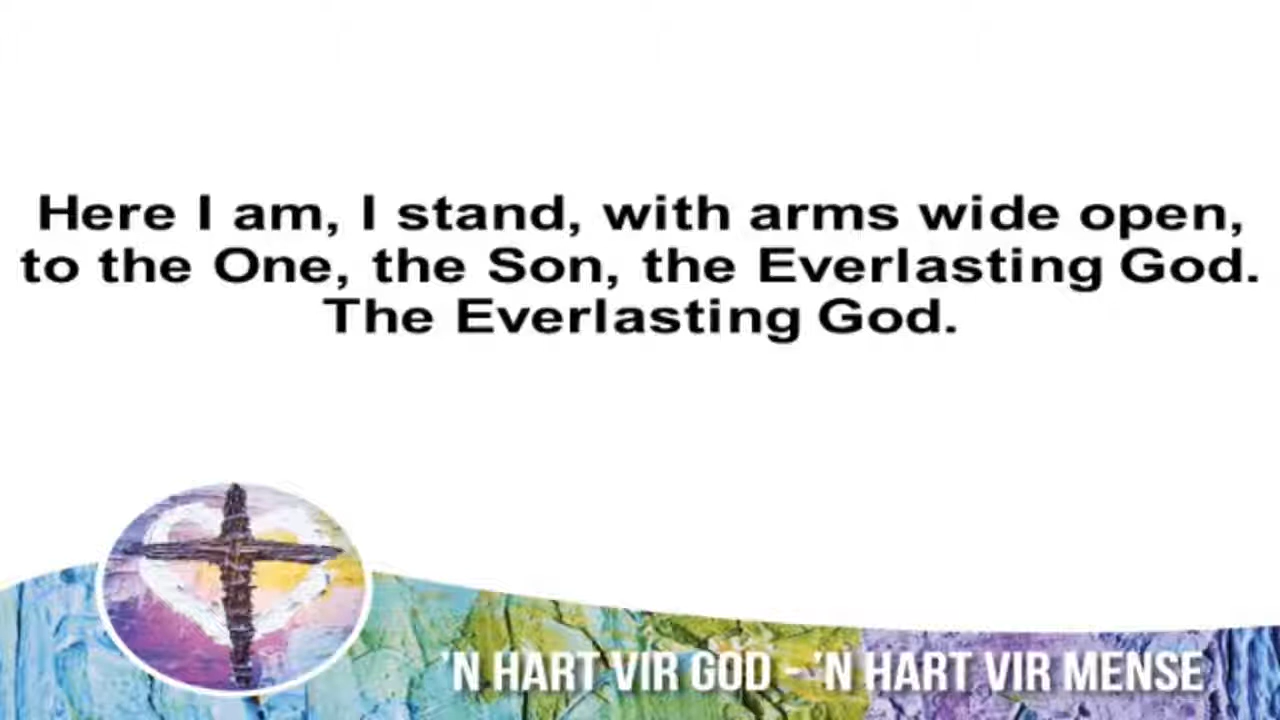 Here I am, I stand, with arms wide open,
to the One, the Son, the Everlasting God.
The Everlasting God.
'N HART VIR GOD - 'N HART VIR MENSE